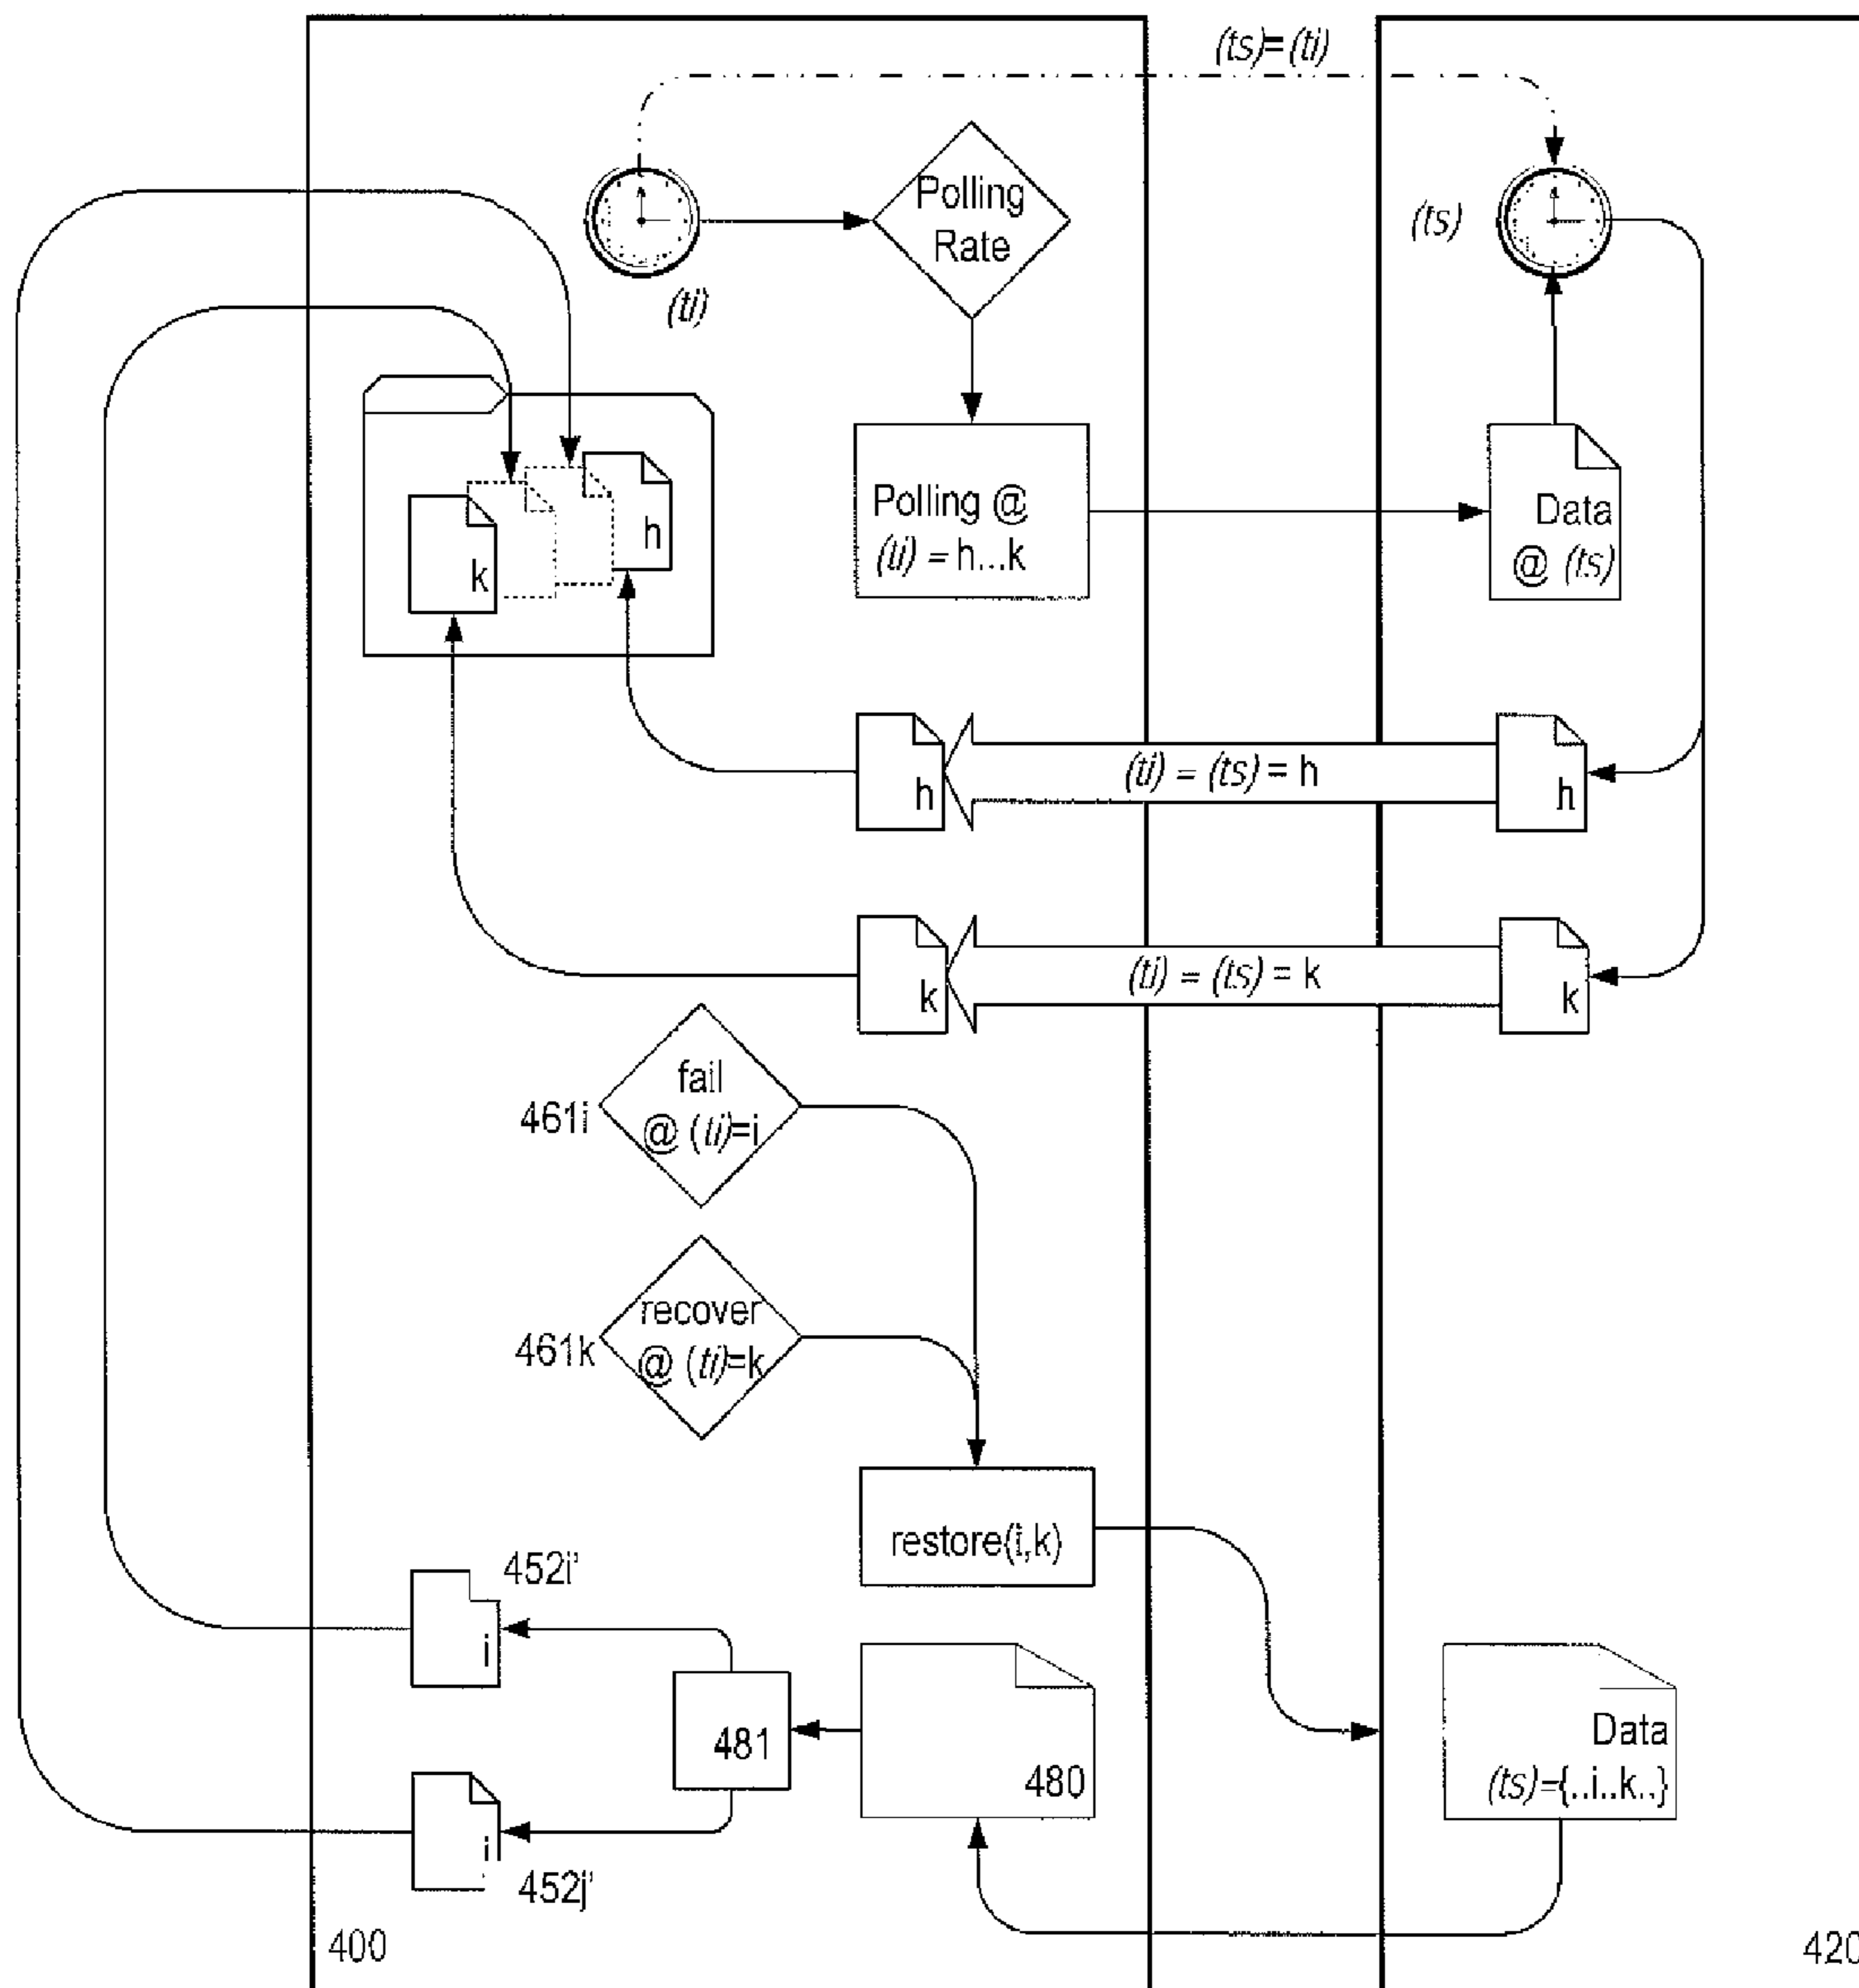 (ts)=(ti)
Polling
Rate
(ti)
(ts)
k
h
Polling @
(ti) = h...k
Data
@ (ts)
h
(ti) = (ts) = h
h
k
(ti) = (ts) = k
k
461i
fail
@ (ti)=i
461k
recover
@ (ti)=k
restore(i,k)
452i'
i
481
480
Data
(ts)={..i..k..}
452j'
400
420